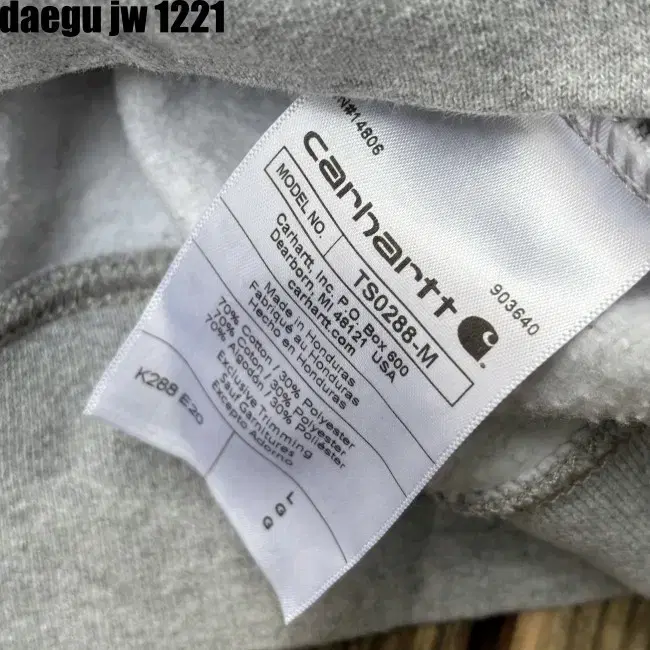 daegu jw 1221
N#14806
carhartt
903640
MODEL NO.
TS0288-M
Carhartt, Inc. P.O. Box 600
Dearborn, MI 48121 USA
carhartt.com
Made in Honduras
Fabriqué au Honduras
Hecho en Honduras
70% Cotton / 30% Polyester
70% Coton / 30% Polyester
70% Algodón / 30% Poliéster
Exclusive Trimming
Sauf Garnitures
Excepto Adorno
K288 E20